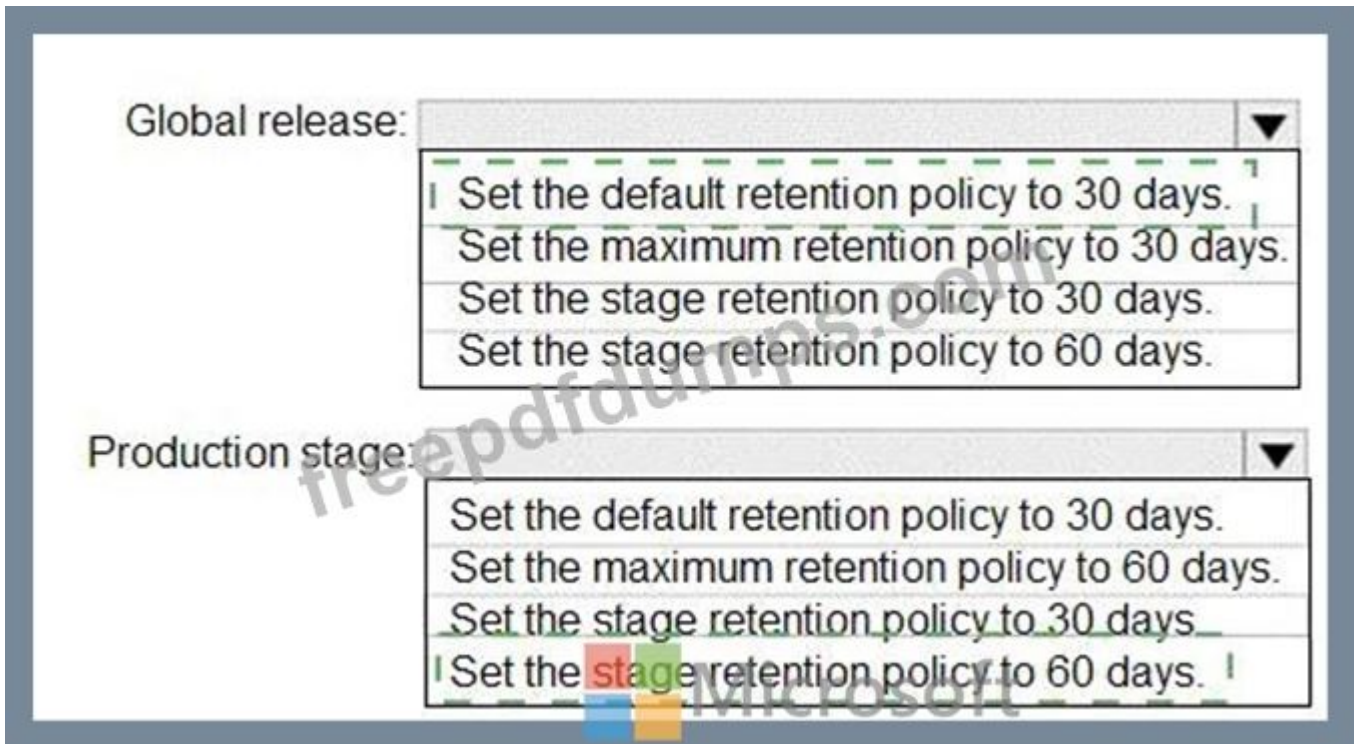 Global release:
Set the default retention policy to 30 days.
Set the maximum retention policy to 30 days.
Set the stage retention policy to 30 days.
Set the stage retention policy to 60 days.
freepdfdumps.com
Production stage:
Set the default retention policy to 30 days.
Set the maximum retention policy to 60 days.
Set the stage retention policy to 30 days
Set the stage retention policy to 60 days.
Microsoft